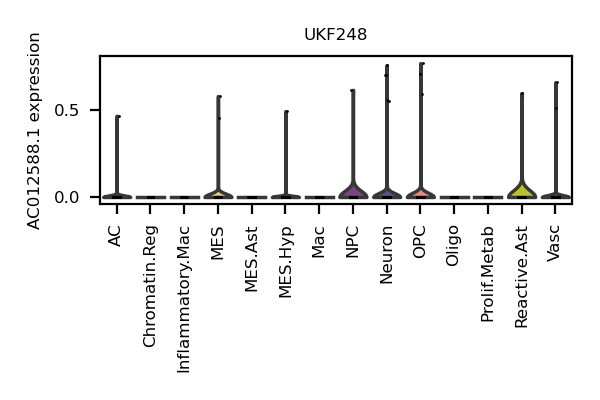 UKF248
AC012588.1 expression
0.5
0.0
AC
Chromatin.Reg
Inflammatory.Mac
MES
MES.Ast
MES.Hyp
Mac
NPC
Neuron
OPC
Oligo
Prolif.Metab
Reactive.Ast
Vasc